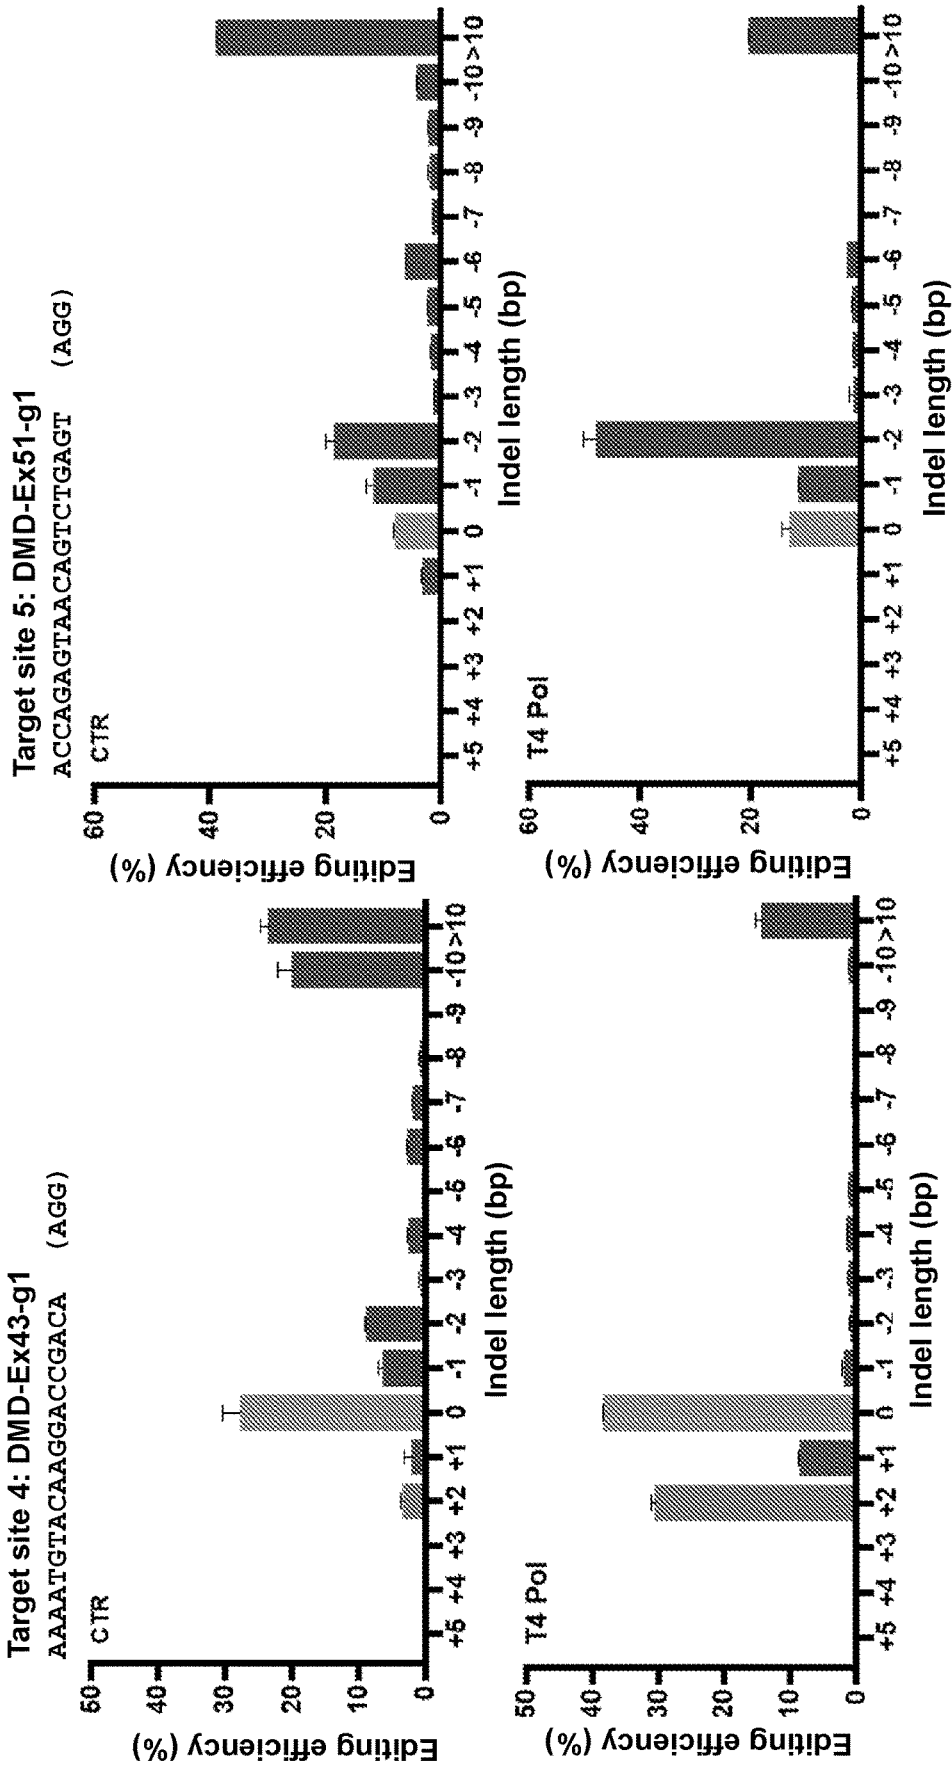 Target site 4: DMD-Ex43-g1
AAAATGTACAAGGACCGACA (AGG)
CTR
50
40
30
20
10
0
Editing efficiency (%)
+5 +4 +3 +2 +1 0 -1 -2 -3 -4 -5 -6 -7 -8 -9 -10 >10
Indel length (bp)
T4 Pol
50
40
30
20
10
0
Editing efficiency (%)
+5 +4 +3 +2 +1 0 -1 -2 -3 -4 -5 -6 -7 -8 -9 -10 >10
Indel length (bp)
Target site 5: DMD-Ex51-g1
ACCAGAGTAACAGTCTGAGT (AGG)
CTR
60
40
20
0
Editing efficiency (%)
+5 +4 +3 +2 +1 0 -1 -2 -3 -4 -5 -6 -7 -8 -9 -10 >10
Indel length (bp)
T4 Pol
60
40
20
0
Editing efficiency (%)
+5 +4 +3 +2 +1 0 -1 -2 -3 -4 -5 -6 -7 -8 -9 -10 >10
Indel length (bp)